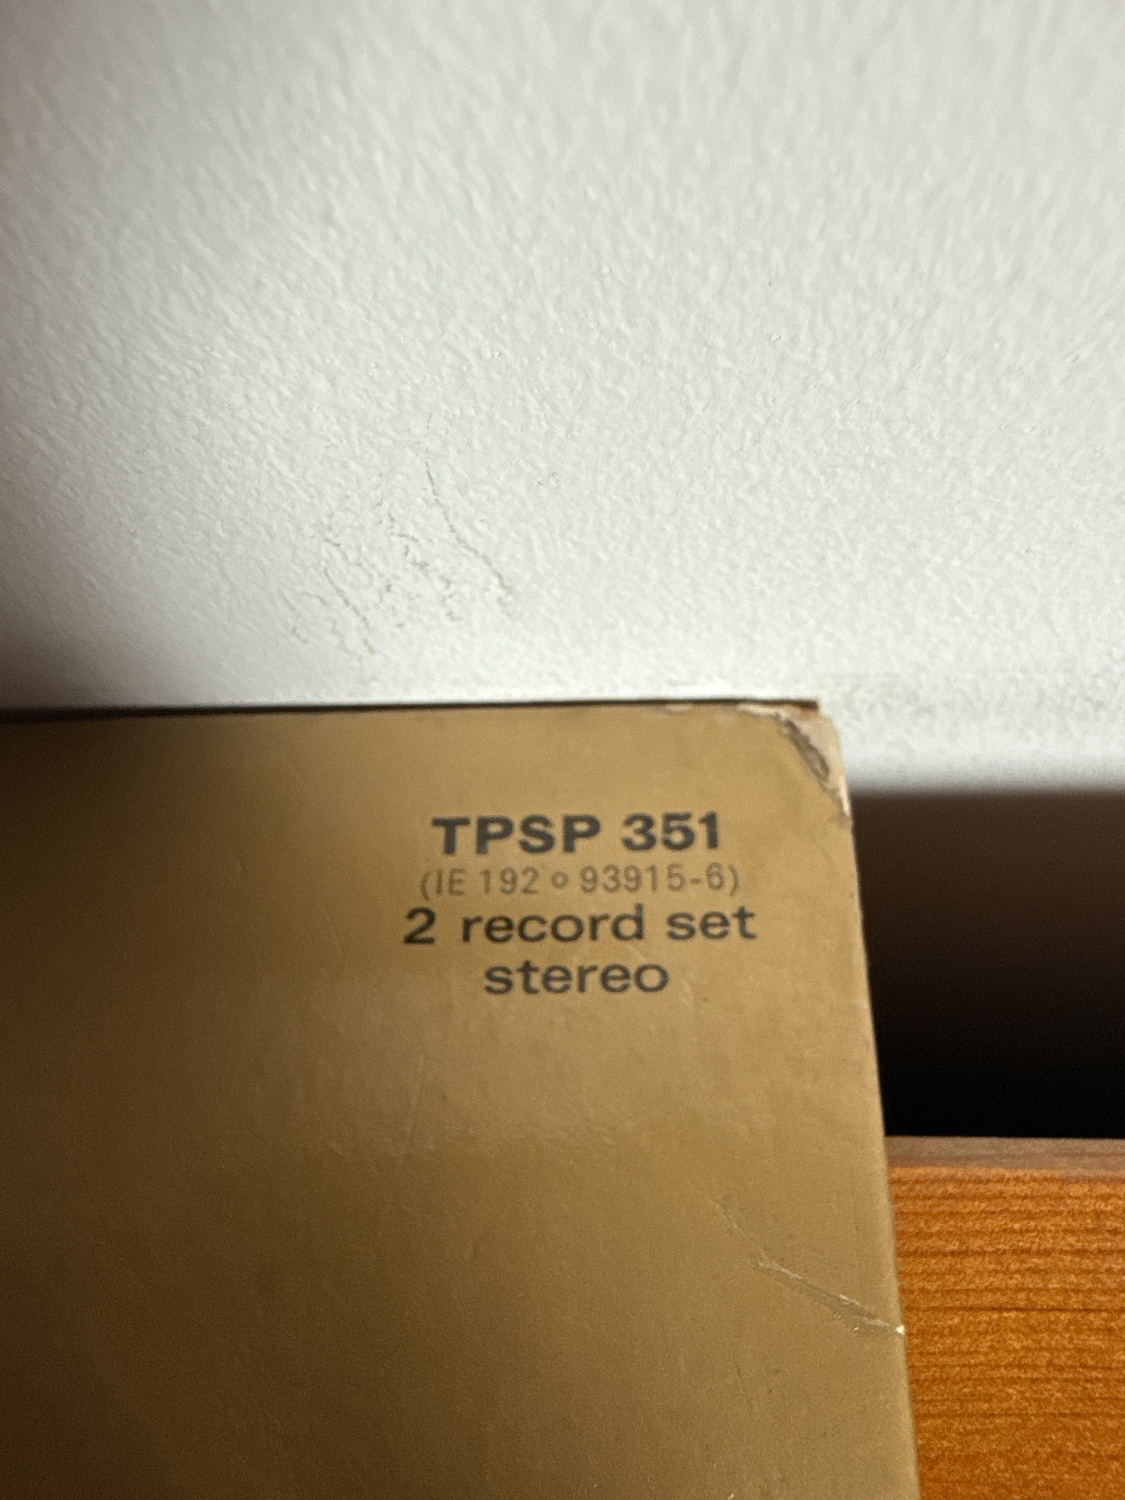 TPSP 351
(IE 192 o 93915-6)
2 record set
stereo